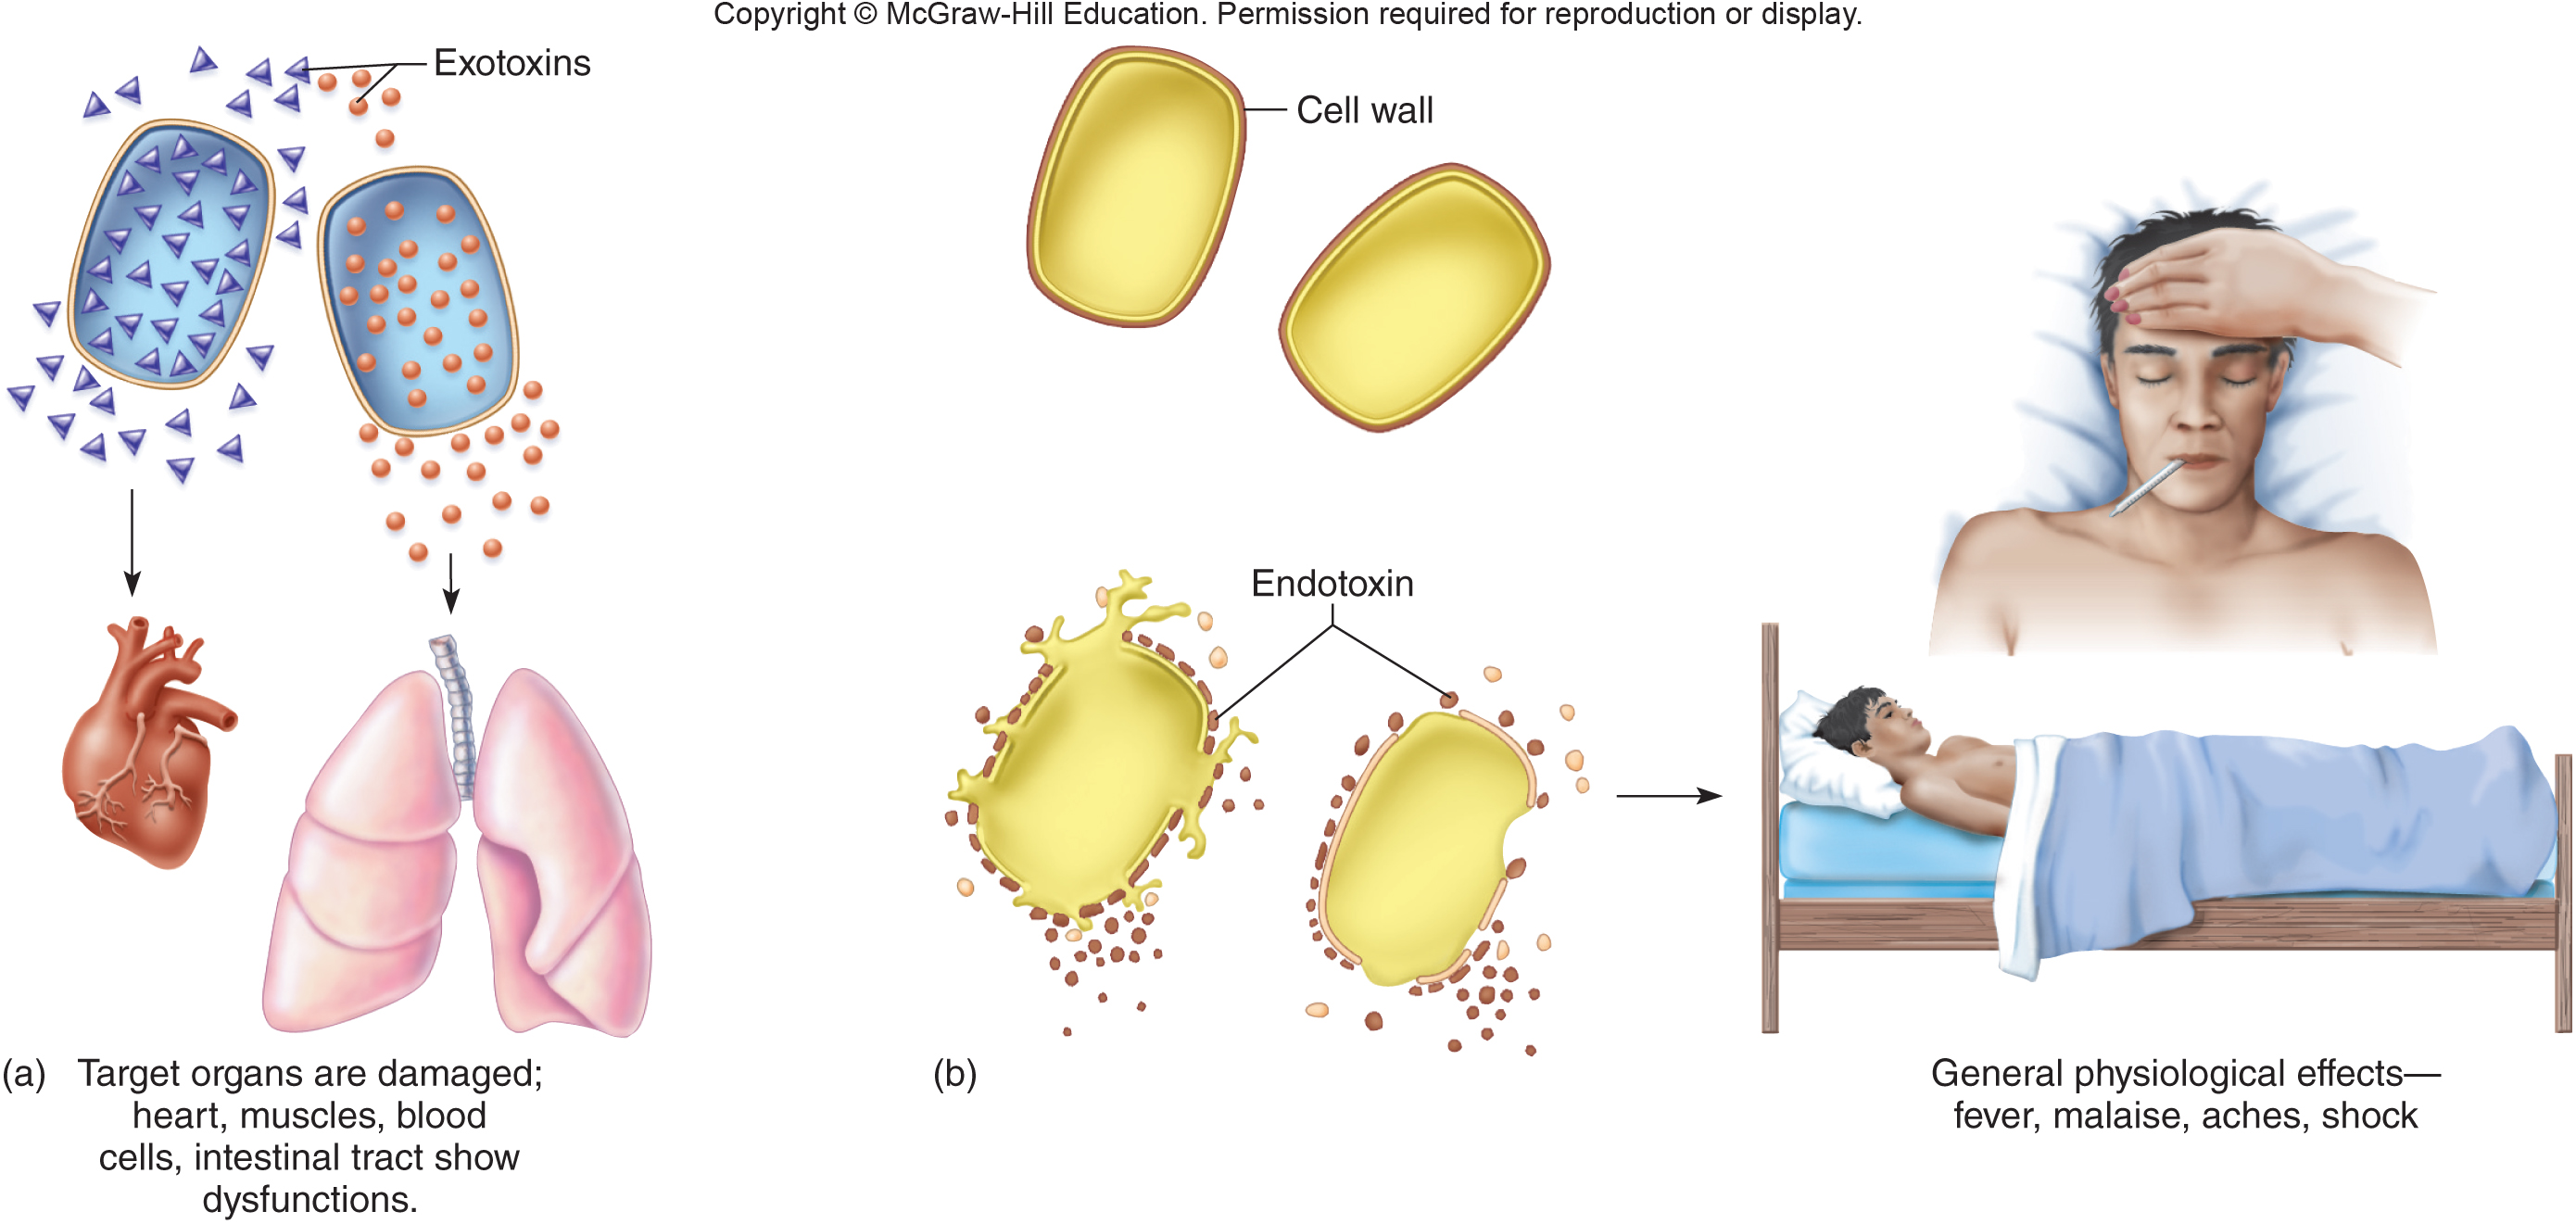 Copyright © McGraw-Hill Education. Permission required for reproduction or display.
Exotoxins
Cell wall
Endotoxin
(a) Target organs are damaged;
heart, muscles, blood
cells, intestinal tract show
dysfunctions.
(b)
General physiological effects—
fever, malaise, aches, shock